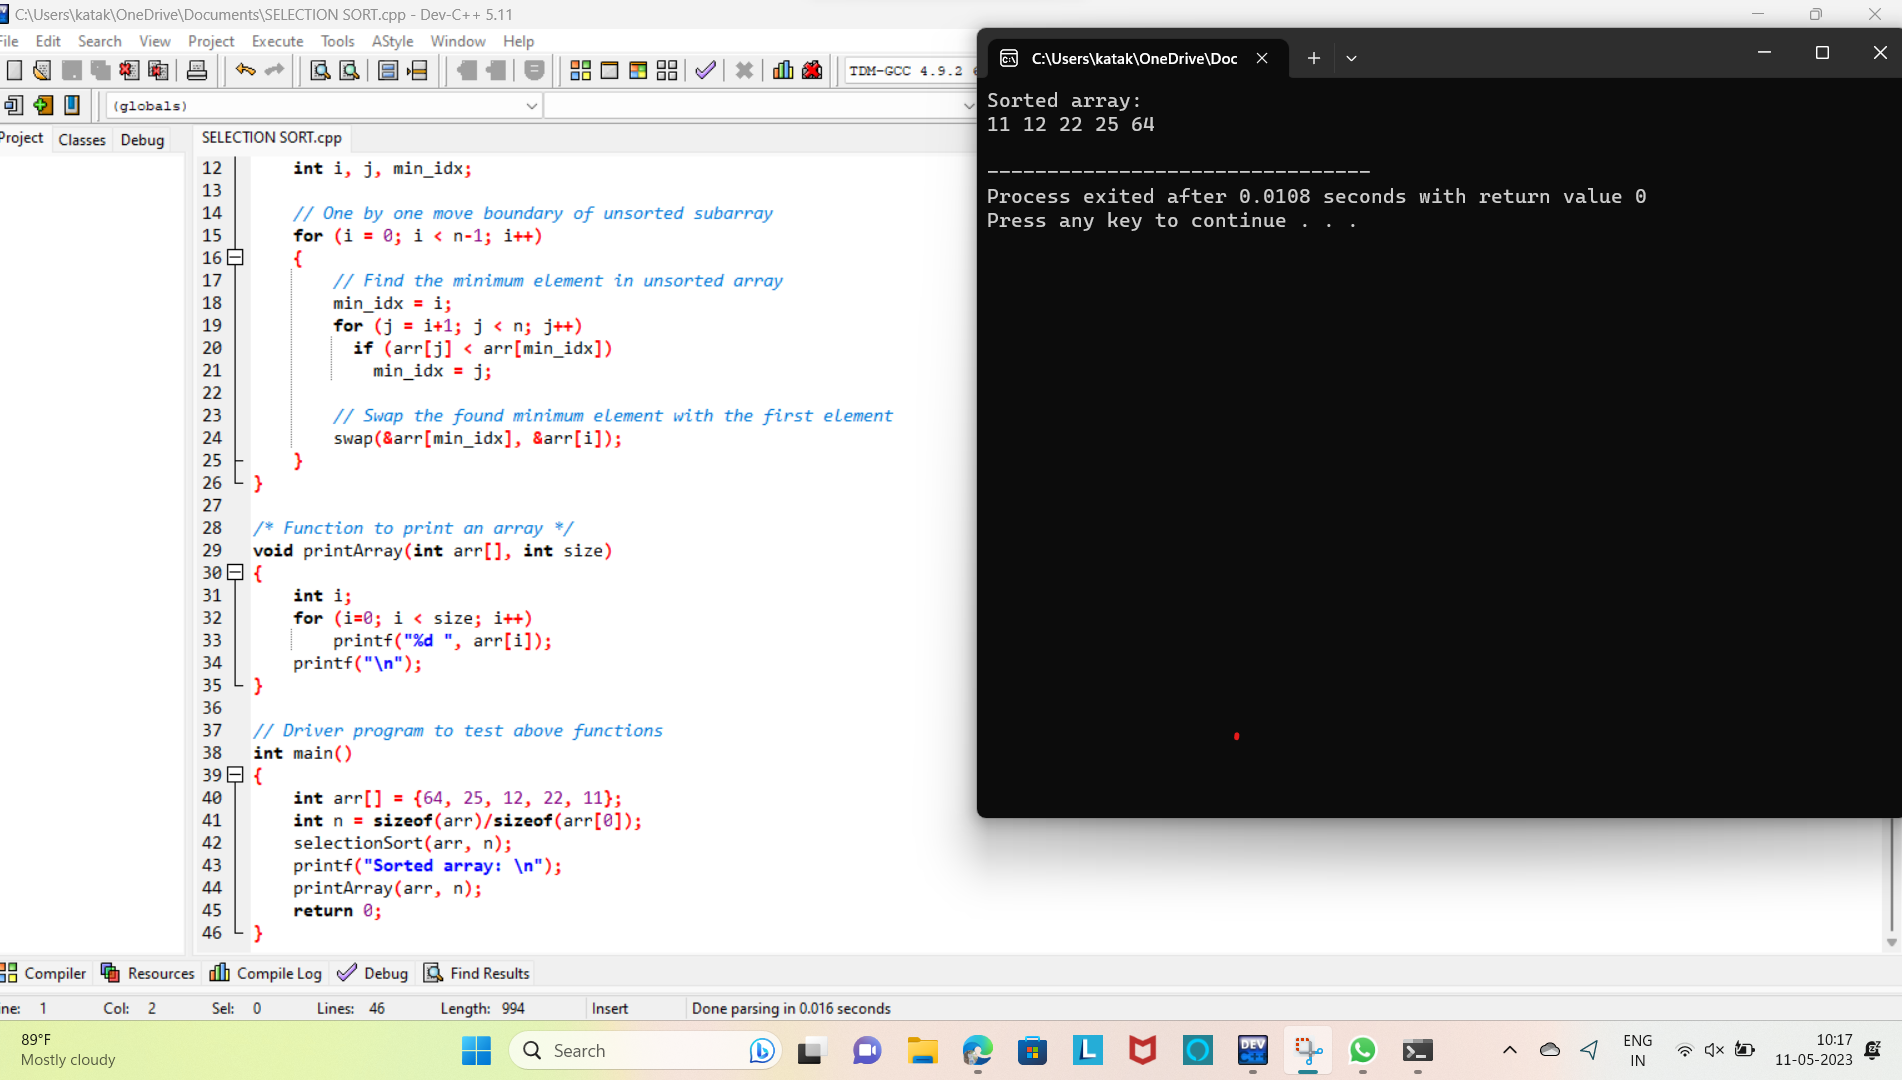 C:\Users\katak\OneDrive\Documents\SELECTION SORT.cpp - Dev-C++ 5.11
File Edit Search View Project Execute Tools AStyle Window Help
TDM-GCC 4.9.2 6
(globals)
Project Classes Debug
SELECTION SORT.cpp
12 int i, j, min_idx;
13
14 // One by one move boundary of unsorted subarray
15 for (i = 0; i < n-1; i++)
16 {
17 // Find the minimum element in unsorted array
18 min_idx = i;
19 for (j = i+1; j < n; j++)
20 if (arr[j] < arr[min_idx])
21 min_idx = j;
22
23 // Swap the found minimum element with the first element
24 swap(&arr[min_idx], &arr[i]);
25 }
26 }
27
28 /* Function to print an array */
29 void printArray(int arr[], int size)
30 {
31 int i;
32 for (i=0; i < size; i++)
33 printf("%d ", arr[i]);
34 printf("\n");
35 }
36
37 // Driver program to test above functions
38 int main()
39 {
40 int arr[] = {64, 25, 12, 22, 11};
41 int n = sizeof(arr)/sizeof(arr[0]);
42 selectionSort(arr, n);
43 printf("Sorted array: \n");
44 printArray(arr, n);
45 return 0;
46 }
C:\Users\katak\OneDrive\Doc
Sorted array:
11 12 22 25 64
--------------------------------
Process exited after 0.0108 seconds with return value 0
Press any key to continue . . .
Compiler Resources Compile Log Debug Find Results
ine: 1 Col: 2 Sel: 0 Lines: 46 Length: 994 Insert Done parsing in 0.016 seconds
89°F
Mostly cloudy
Search
DEV
ENG
IN
10:17
11-05-2023